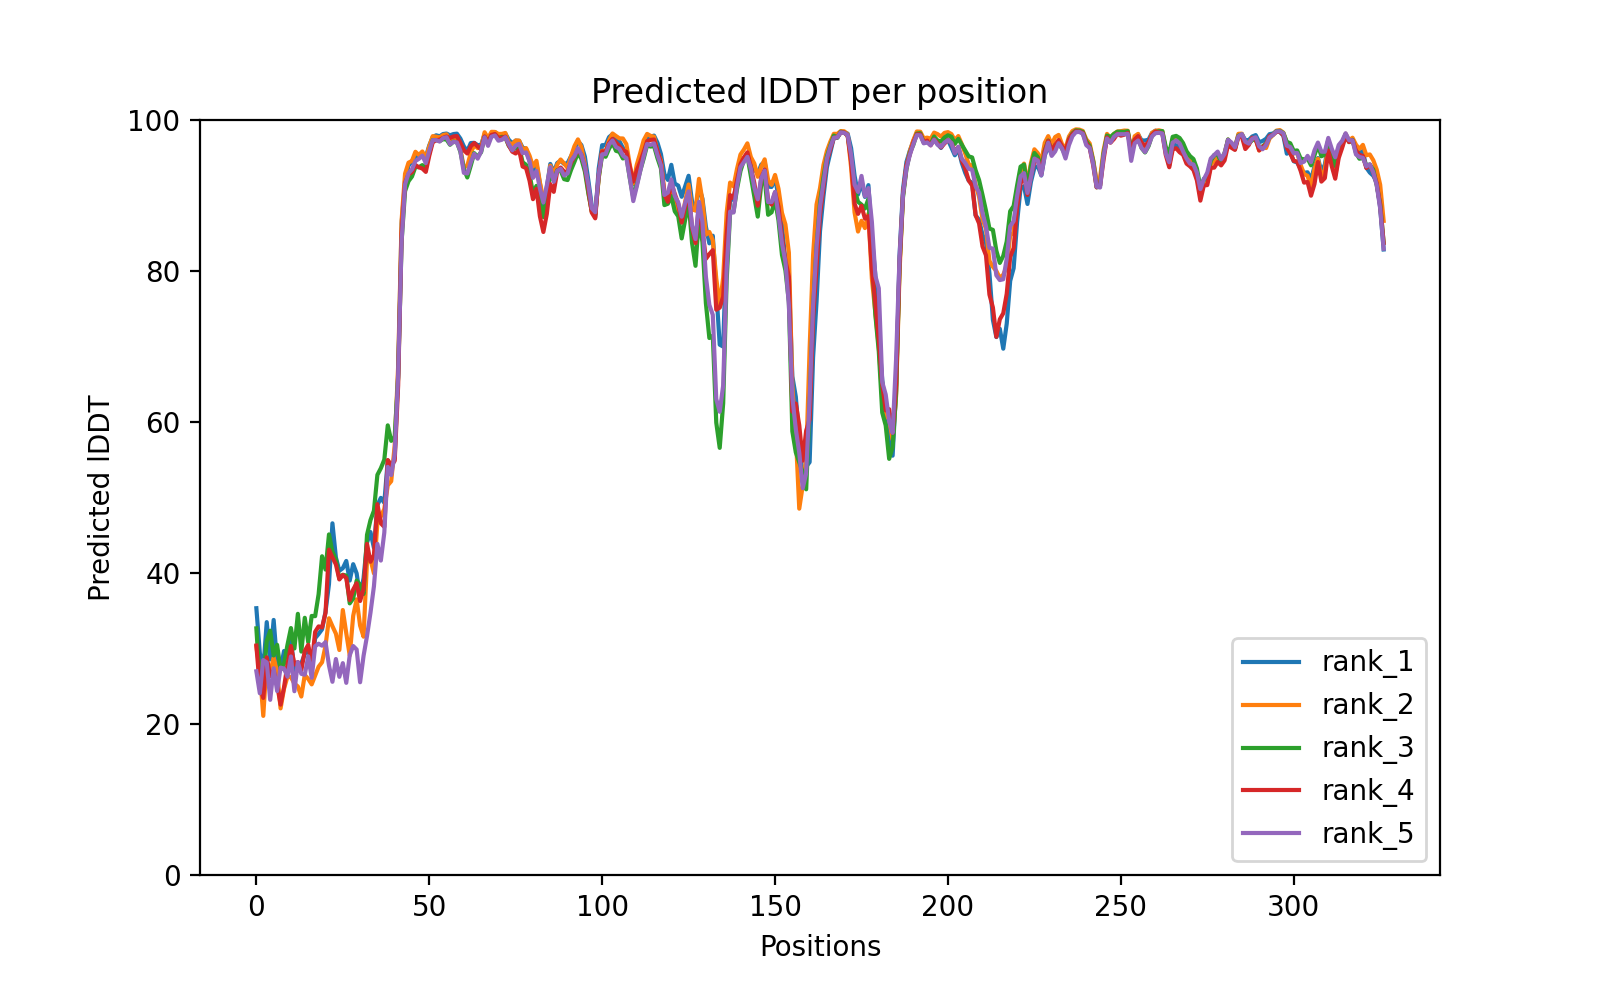 Predicted lDDT per position
100
80
60
40
20
0
Predicted lDDT
0 50 100 150 200 250 300
Positions
rank_1
rank_2
rank_3
rank_4
rank_5